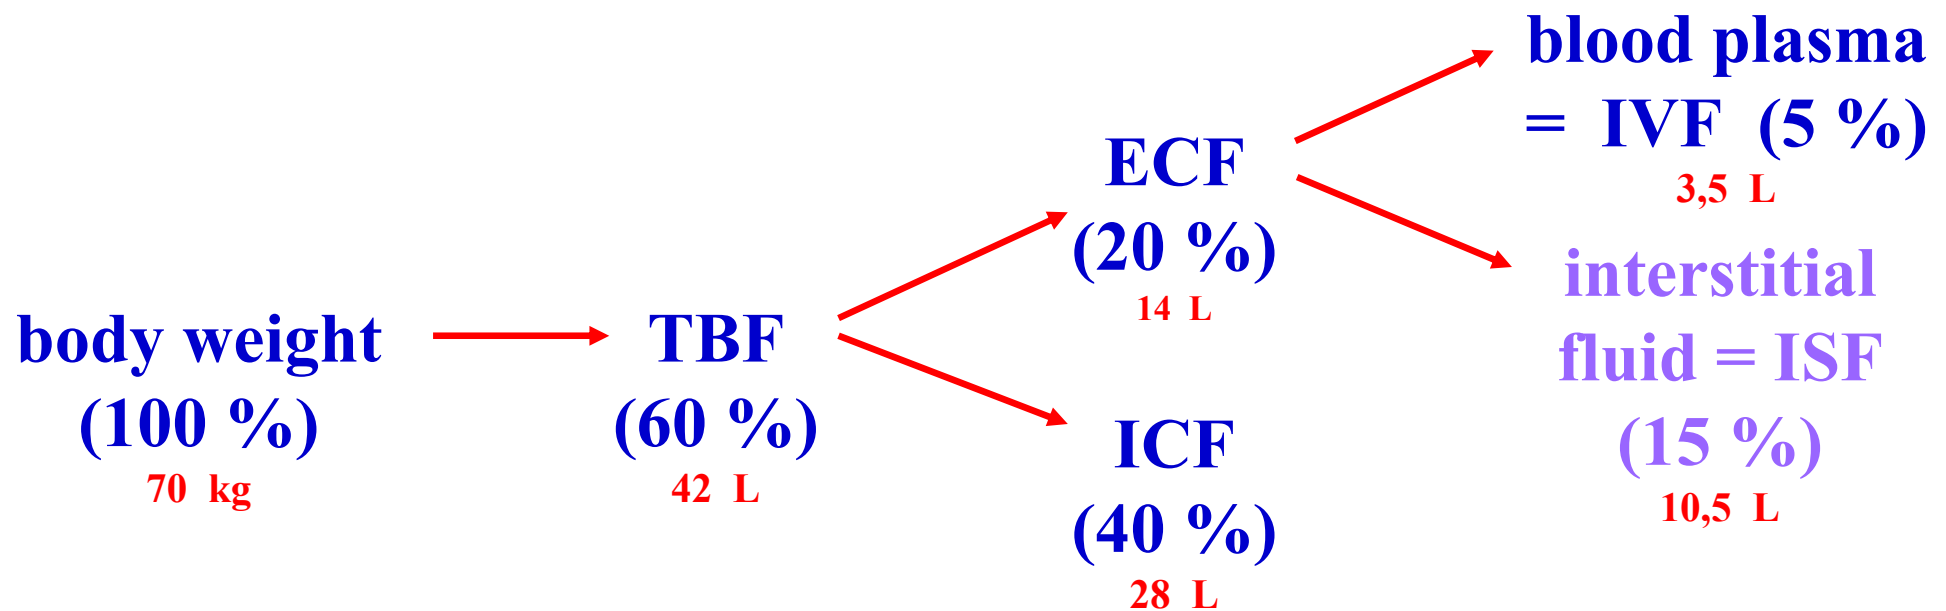 body weight
(100 %)
70 kg
TBF
(60 %)
42 L
ECF
(20 %)
14 L
ICF
(40 %)
28 L
blood plasma
= IVF (5 %)
3,5 L
interstitial
fluid = ISF
(15 %)
10,5 L